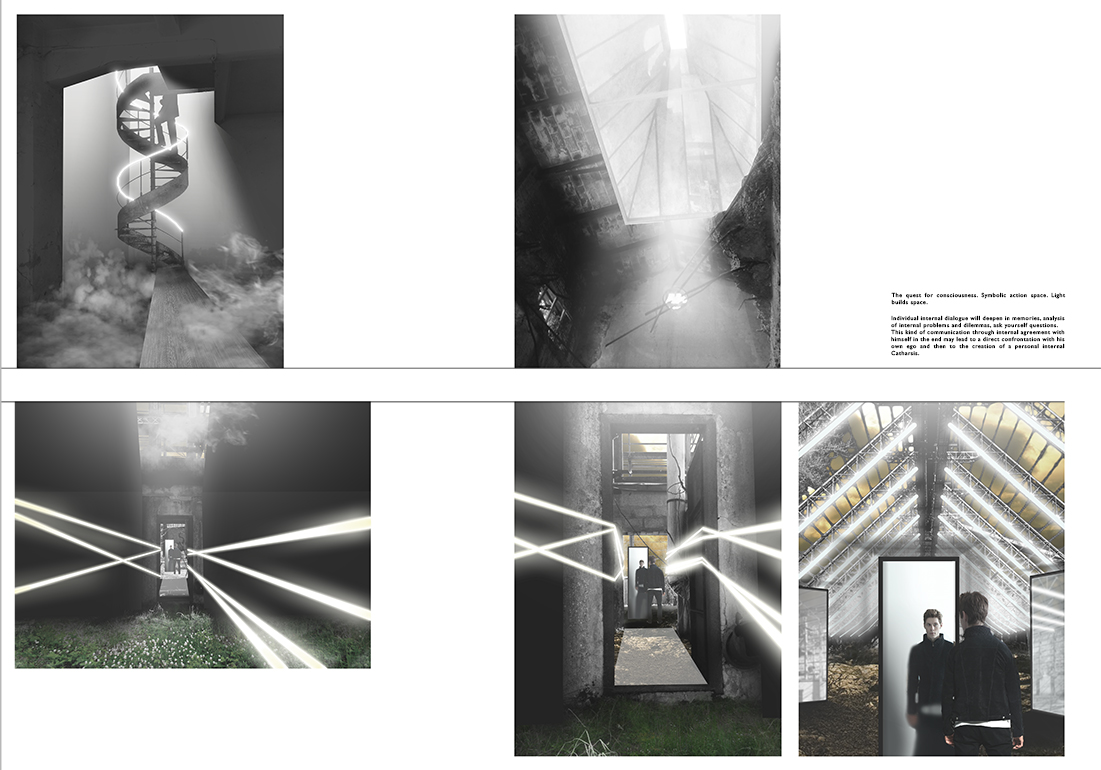 The quest for consciousness. Symbolic action space. Light
builds space.
Individual internal dialogue will deepen in memories, analysis
of internal problems and dilemmas, ask yourself questions.
This kind of communication through internal agreement with
himself in the end may lead to a direct confrontation with his
own ego and then to the creation of a personal internal
Catharsis.